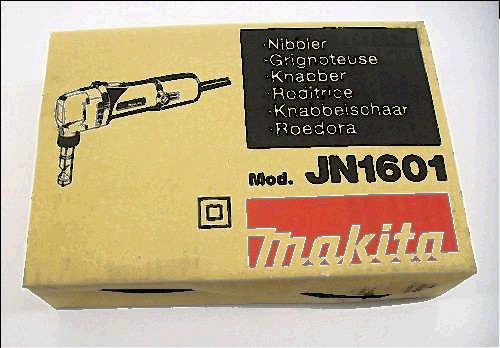 ·Nibbler
·Grignoteuse
·Knabber
·Roditrice
·Knabbelschaar
·Roedora
Mod. JN1601
makita